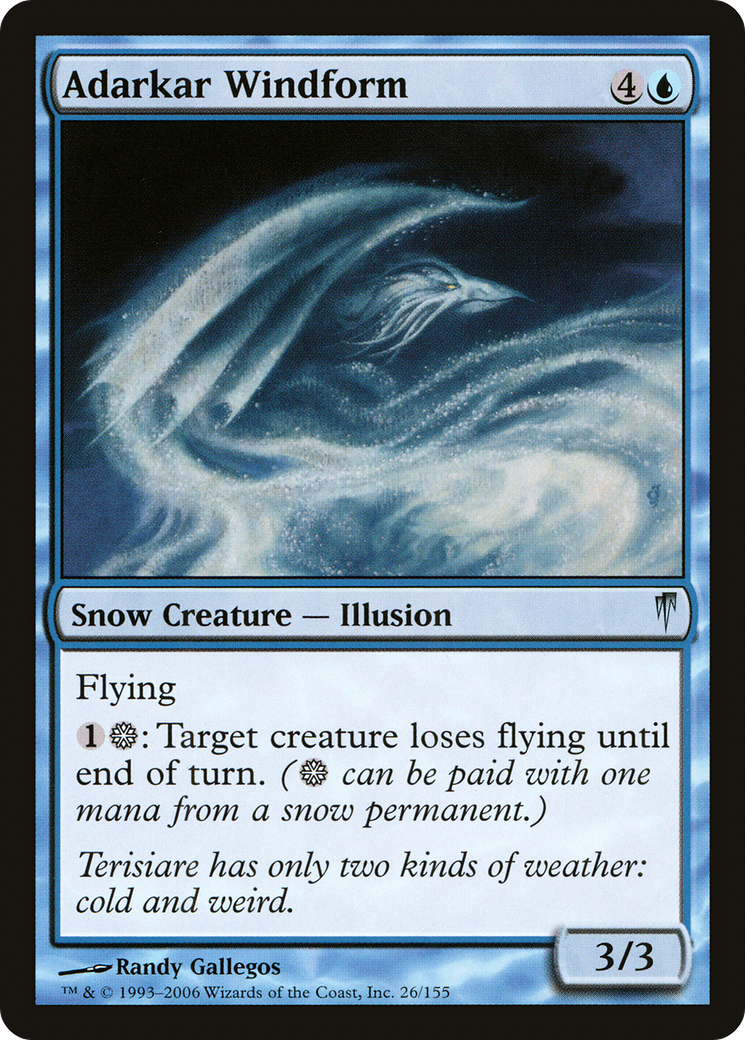 Adarkar Windform 4
Snow Creature — Illusion
Flying
1 : Target creature loses flying until
end of turn. ( can be paid with one
mana from a snow permanent.)
Terisiare has only two kinds of weather:
cold and weird.
3/3
Randy Gallegos
™ & © 1993–2006 Wizards of the Coast, Inc. 26/155